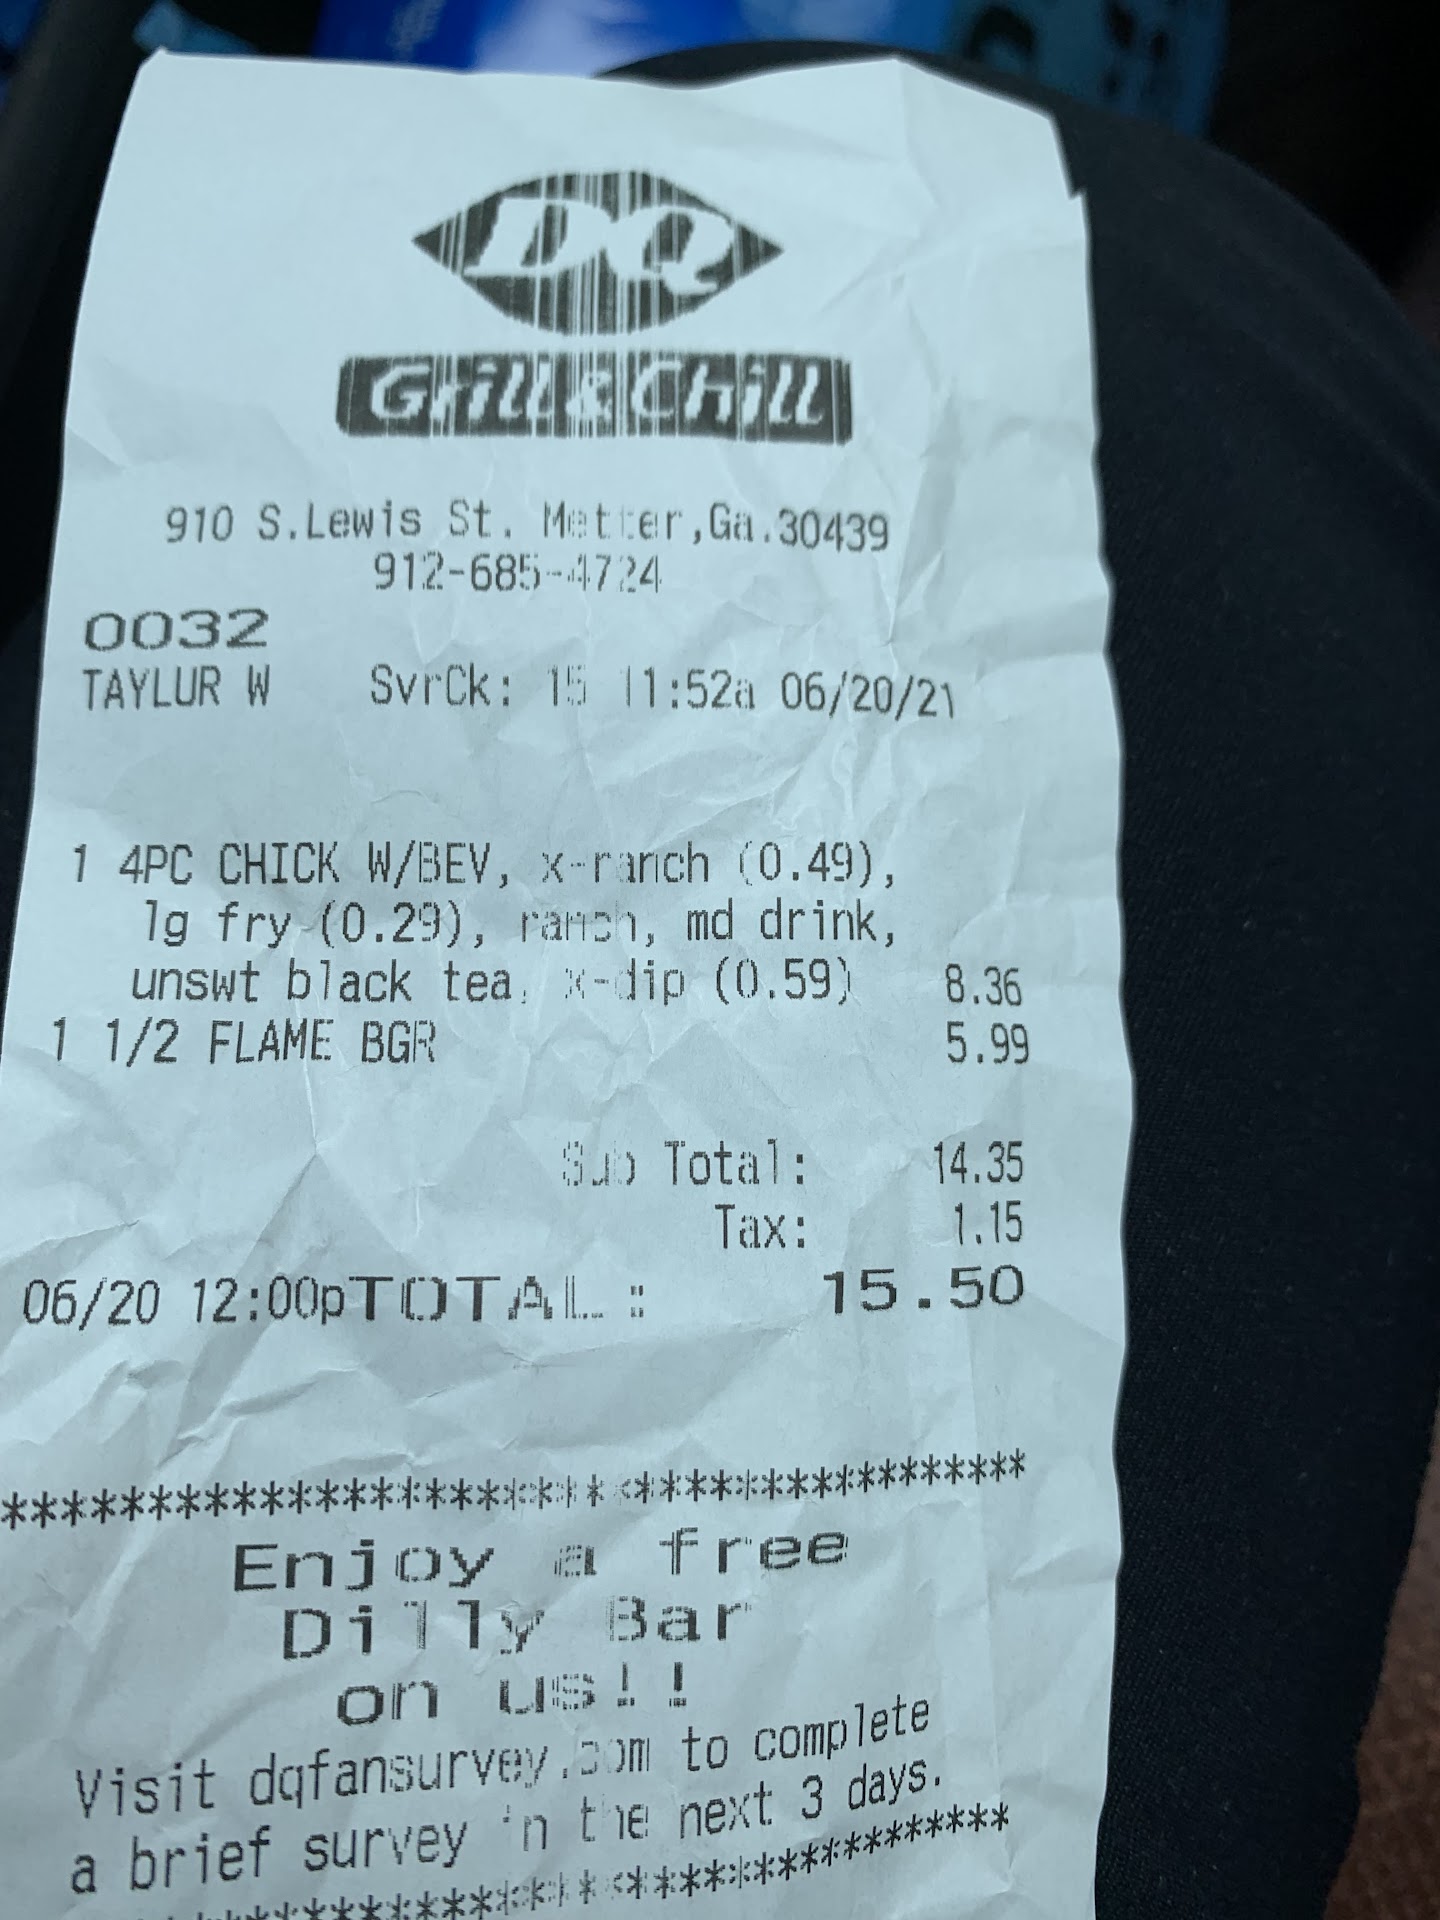 DQ
Grill & Chill
910 S.Lewis St. Metter,Ga.30439
912-685-4724
0032
TAYLUR W SvrCk: 15 11:52a 06/20/21
1 4PC CHICK W/BEV, x-ranch (0.49),
lg fry (0.29), ranch, md drink,
unswt black tea, x-dip (0.59) 8.36
1 1/2 FLAME BGR 5.99
Sub Total: 14.35
Tax: 1.15
06/20 12:00pTOTAL: 15.50
************************************
Enjoy a free
Dilly Bar
on us!!
Visit dqfansurvey.com to complete
a brief survey in the next 3 days.
************************************